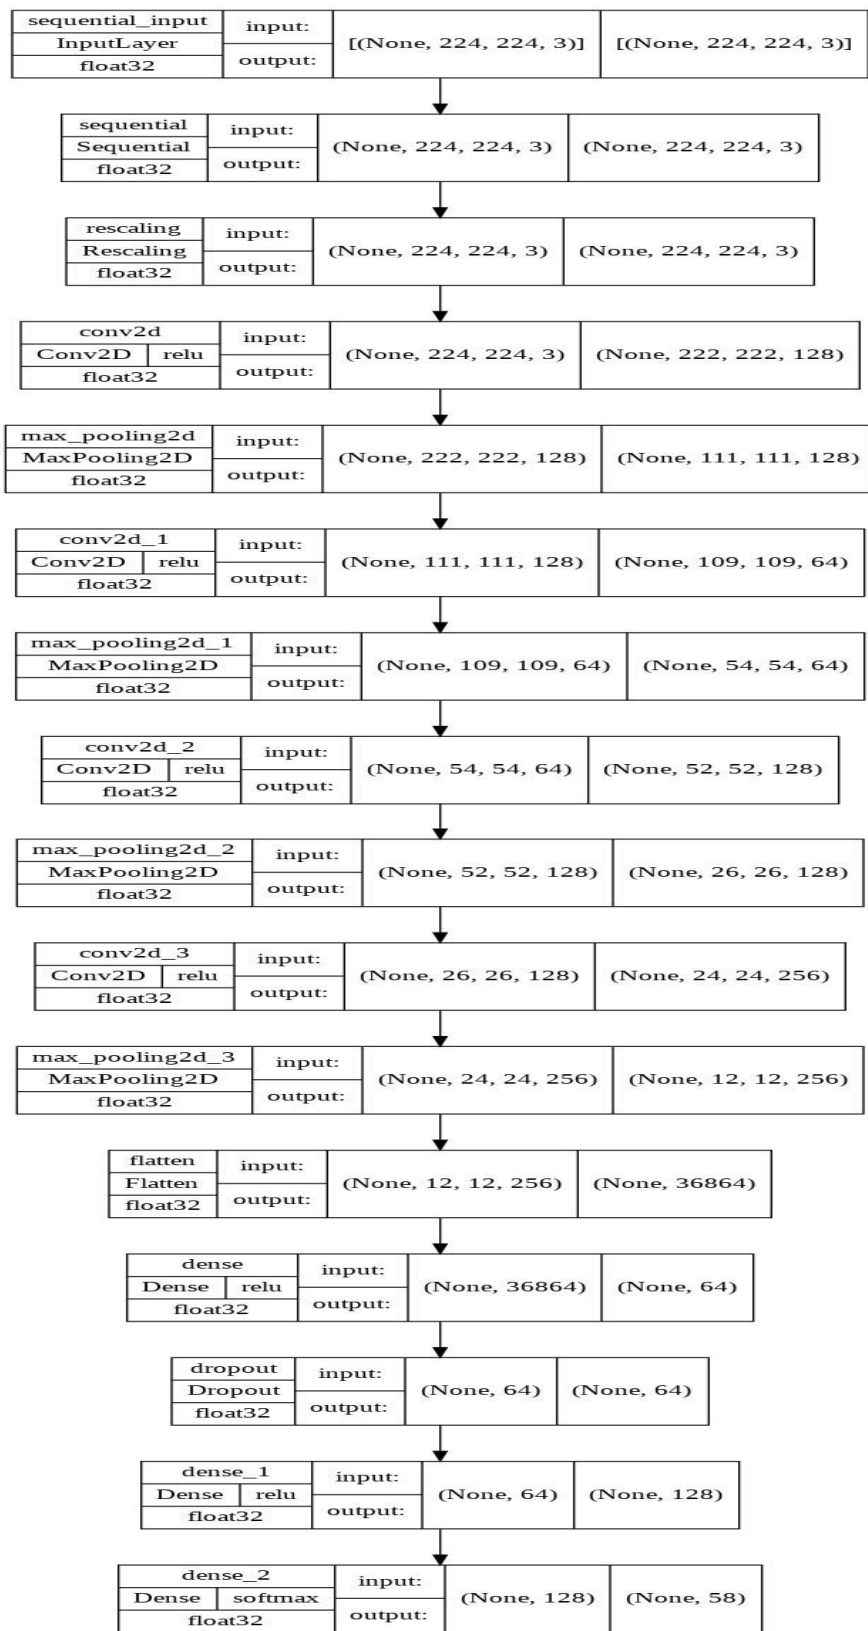 sequential_input
InputLayer
float32
input:
output:
[(None, 224, 224, 3)]
[(None, 224, 224, 3)]
sequential
Sequential
float32
input:
output:
(None, 224, 224, 3)
(None, 224, 224, 3)
rescaling
Rescaling
float32
input:
output:
(None, 224, 224, 3)
(None, 224, 224, 3)
conv2d
Conv2D
relu
float32
input:
output:
(None, 224, 224, 3)
(None, 222, 222, 128)
max_pooling2d
MaxPooling2D
float32
input:
output:
(None, 222, 222, 128)
(None, 111, 111, 128)
conv2d_1
Conv2D
relu
float32
input:
output:
(None, 111, 111, 128)
(None, 109, 109, 64)
max_pooling2d_1
MaxPooling2D
float32
input:
output:
(None, 109, 109, 64)
(None, 54, 54, 64)
conv2d_2
Conv2D
relu
float32
input:
output:
(None, 54, 54, 64)
(None, 52, 52, 128)
max_pooling2d_2
MaxPooling2D
float32
input:
output:
(None, 52, 52, 128)
(None, 26, 26, 128)
conv2d_3
Conv2D
relu
float32
input:
output:
(None, 26, 26, 128)
(None, 24, 24, 256)
max_pooling2d_3
MaxPooling2D
float32
input:
output:
(None, 24, 24, 256)
(None, 12, 12, 256)
flatten
Flatten
float32
input:
output:
(None, 12, 12, 256)
(None, 36864)
dense
Dense
relu
float32
input:
output:
(None, 36864)
(None, 64)
dropout
Dropout
float32
input:
output:
(None, 64)
(None, 64)
dense_1
Dense
relu
float32
input:
output:
(None, 64)
(None, 128)
dense_2
Dense
softmax
float32
input:
output:
(None, 128)
(None, 58)